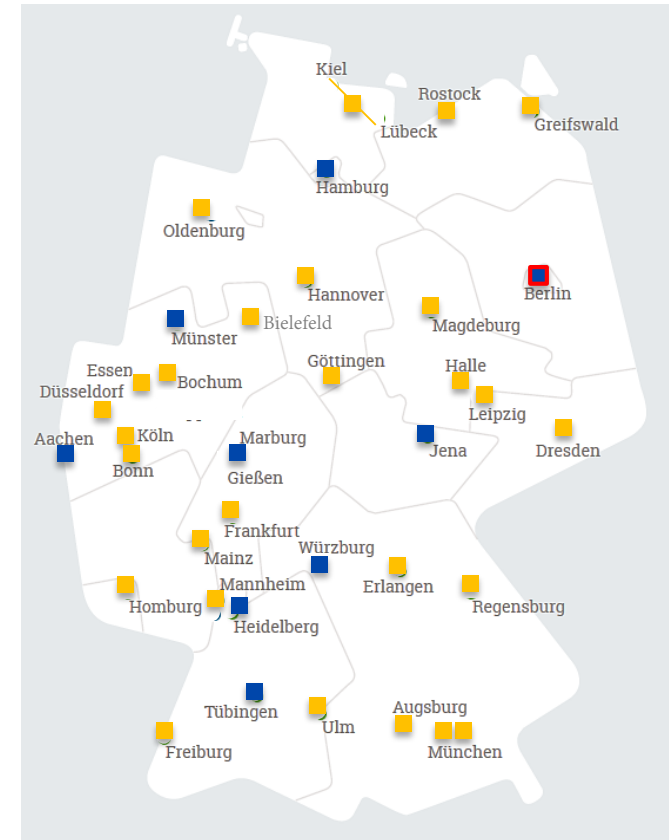 Kiel
Rostock
Greifswald
Lübeck
Hamburg
Oldenburg
Hannover
Berlin
Magdeburg
Bielefeld
Münster
Göttingen
Halle
Essen
Bochum
Düsseldorf
Leipzig
Aachen
Köln
Marburg
Jena
Dresden
Bonn
Gießen
Frankfurt
Würzburg
Mainz
Mannheim
Erlangen
Homburg
Regensburg
Heidelberg
Tübingen
Augsburg
Ulm
Freiburg
München